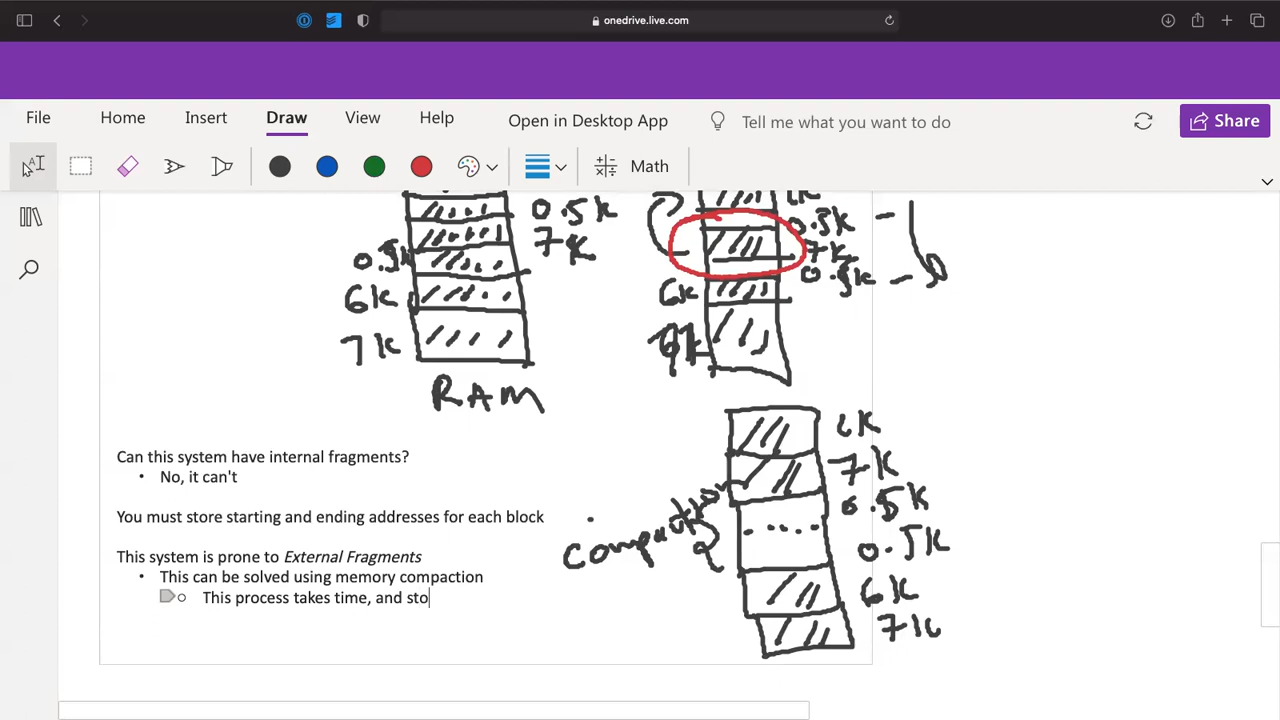 onedrive.live.com
File Home Insert Draw View Help Open in Desktop App Tell me what you want to do Share
Math
0.5K
7K
0.5K
6K
7K
RAM
0.5K
7K
0.5K
6K
Can this system have internal fragments?
• No, it can't
You must store starting and ending addresses for each block
This system is prone to External Fragments
• This can be solved using memory compaction
○ This process takes time, and sto
compaction
7K
0.5K
0.5K
6K
7K